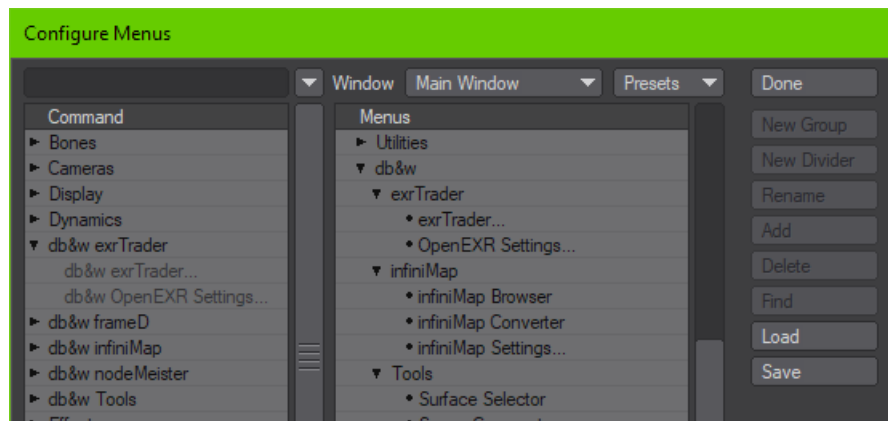 Configure Menus
Window Main Window Presets Done
Command
Bones
Cameras
Display
Dynamics
db&w exrTrader
db&w exrTrader...
db&w OpenEXR Settings...
db&w frameD
db&w infiniMap
db&w nodeMeister
db&w Tools
Menus
Utilities
db&w
exrTrader
exrTrader...
OpenEXR Settings...
infiniMap
infiniMap Browser
infiniMap Converter
infiniMap Settings...
Tools
Surface Selector
New Group
New Divider
Rename
Add
Delete
Find
Load
Save